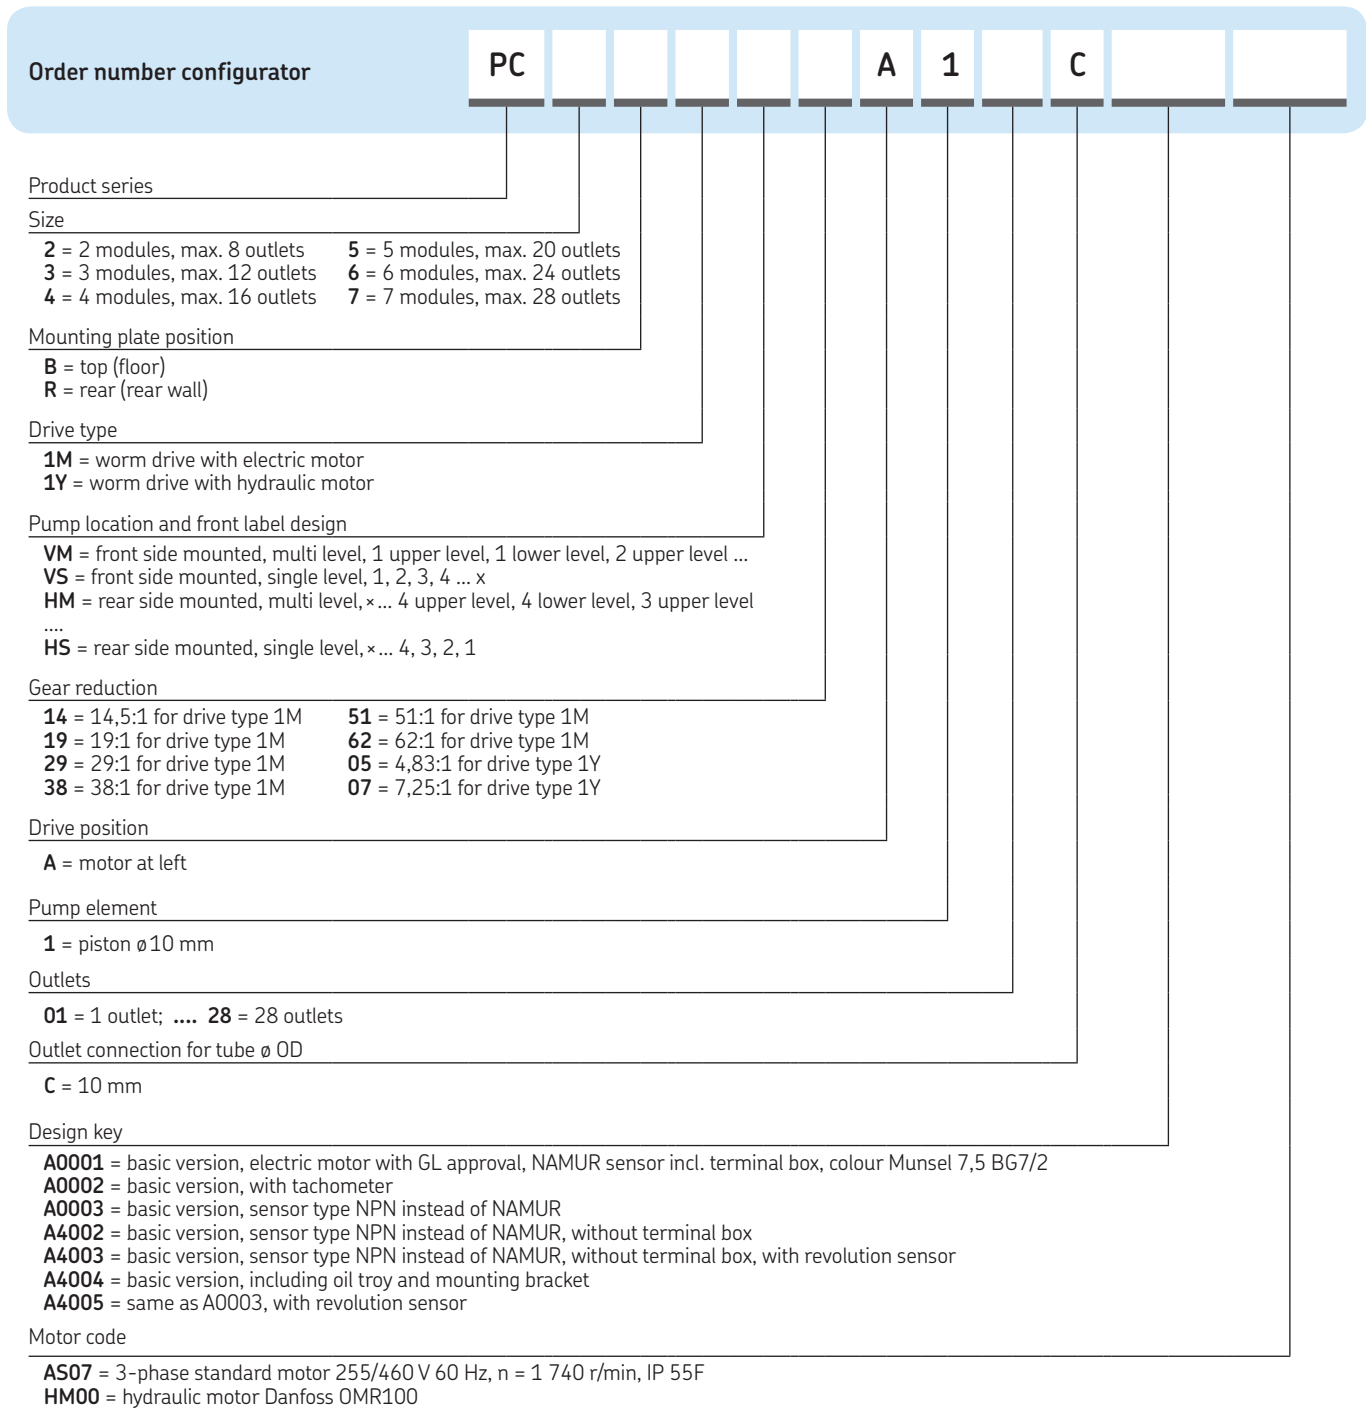 Order number configurator
PC A 1 C
Product series
Size
2 = 2 modules, max. 8 outlets 5 = 5 modules, max. 20 outlets
3 = 3 modules, max. 12 outlets 6 = 6 modules, max. 24 outlets
4 = 4 modules, max. 16 outlets 7 = 7 modules, max. 28 outlets
Mounting plate position
B = top (floor)
R = rear (rear wall)
Drive type
1M = worm drive with electric motor
1Y = worm drive with hydraulic motor
Pump location and front label design
VM = front side mounted, multi level, 1 upper level, 1 lower level, 2 upper level ...
VS = front side mounted, single level, 1, 2, 3, 4 ... x
HM = rear side mounted, multi level, × ... 4 upper level, 4 lower level, 3 upper level
....
HS = rear side mounted, single level, × ... 4, 3, 2, 1
Gear reduction
14 = 14,5:1 for drive type 1M 51 = 51:1 for drive type 1M
19 = 19:1 for drive type 1M 62 = 62:1 for drive type 1M
29 = 29:1 for drive type 1M 05 = 4,83:1 for drive type 1Y
38 = 38:1 for drive type 1M 07 = 7,25:1 for drive type 1Y
Drive position
A = motor at left
Pump element
1 = piston ø 10 mm
Outlets
01 = 1 outlet; .... 28 = 28 outlets
Outlet connection for tube ø OD
C = 10 mm
Design key
A0001 = basic version, electric motor with GL approval, NAMUR sensor incl. terminal box, colour Munsel 7,5 BG7/2
A0002 = basic version, with tachometer
A0003 = basic version, sensor type NPN instead of NAMUR
A4002 = basic version, sensor type NPN instead of NAMUR, without terminal box
A4003 = basic version, sensor type NPN instead of NAMUR, without terminal box, with revolution sensor
A4004 = basic version, including oil troy and mounting bracket
A4005 = same as A0003, with revolution sensor
Motor code
AS07 = 3-phase standard motor 255/460 V 60 Hz, n = 1 740 r/min, IP 55F
HM00 = hydraulic motor Danfoss OMR100